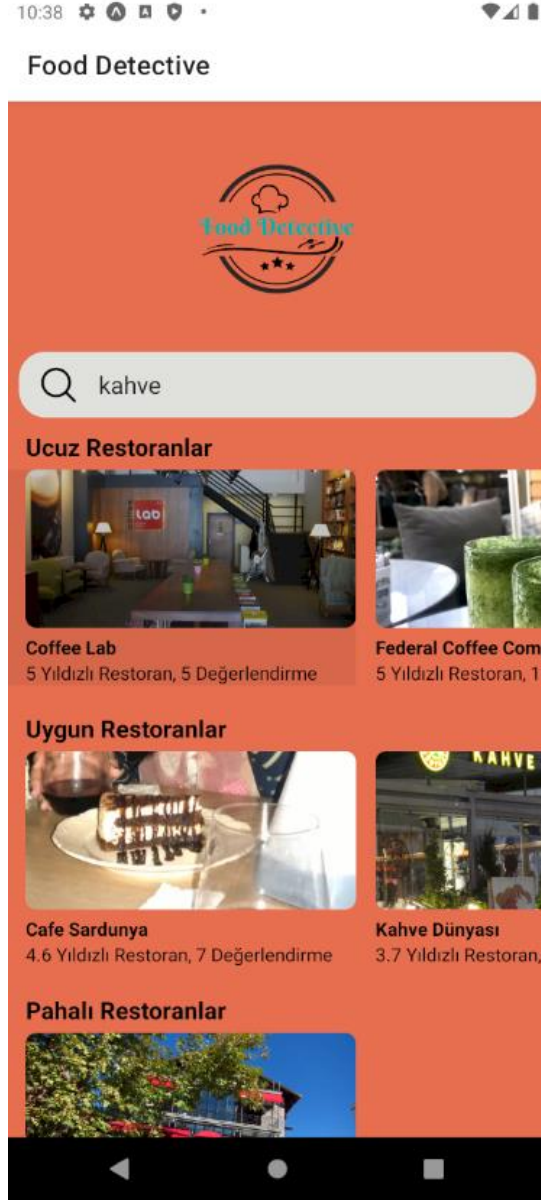 10:38
Food Detective
Food Detective
kahve
Ucuz Restoranlar
Lab
Coffee Lab
5 Yıldızlı Restoran, 5 Değerlendirme
Federal Coffee Com
5 Yıldızlı Restoran, 1
Uygun Restoranlar
KAHVE
Cafe Sardunya
4.6 Yıldızlı Restoran, 7 Değerlendirme
Kahve Dünyası
3.7 Yıldızlı Restoran,
Pahalı Restoranlar